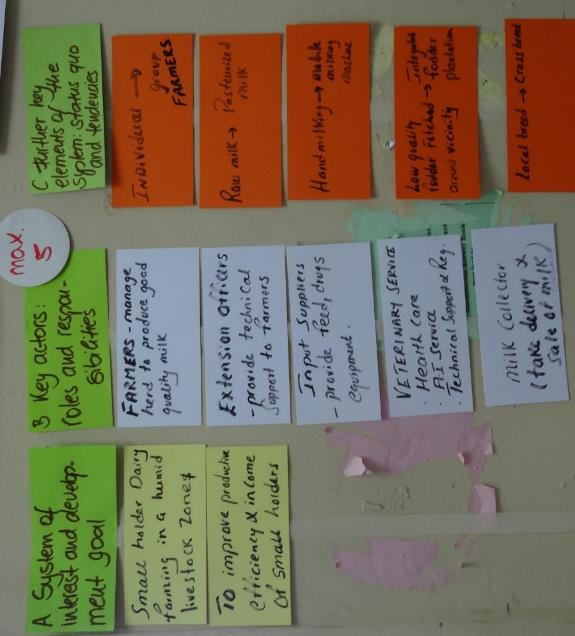 A System of
interest and develop-
ment goal
Small holder Dairy
farming in a humid
livestock zones
To improve productive
efficiency & income
Of small holders
max.
5
B Key actors:
roles and respon-
sibilities
FARMERS - manage
herd to produce good
quality milk
Extension officers
- provide technical
support to farmers
Input Suppliers
- provide feed, drugs
equipment.
VETERINARY SERVICE
· Health Care
· A·I Service
· Technical Support & Reg.
Milk Collector
(take delivery &
Sale of milk)
C further key
elements of the
system: status quo
and tendencies
INDIVIDUAL → group
FARMERS
Raw milk → Pasteurized
milk
Handmilking → mobile
milking
machine
Low quality
fodder fetched → fodder
around vicinity plantation
Local breed → Cross breed